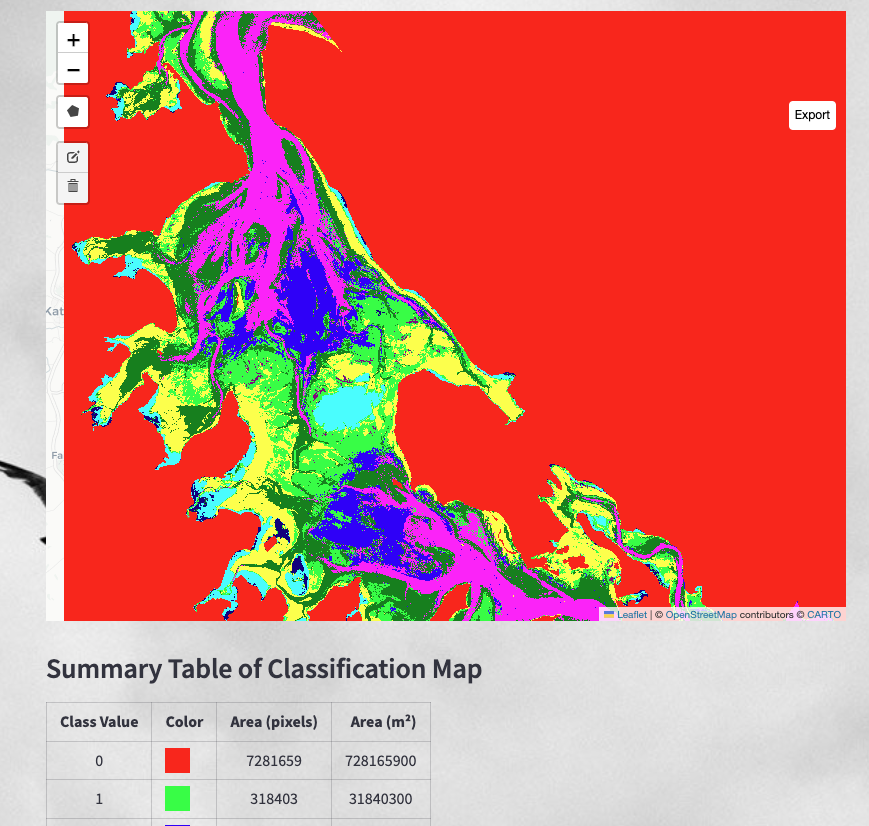 +
−
Export
Kat
Fa
Leaflet | © OpenStreetMap contributors © CARTO
Summary Table of Classification Map
Class Value Color Area (pixels) Area (m²)
0 7281659 728165900
1 318403 31840300